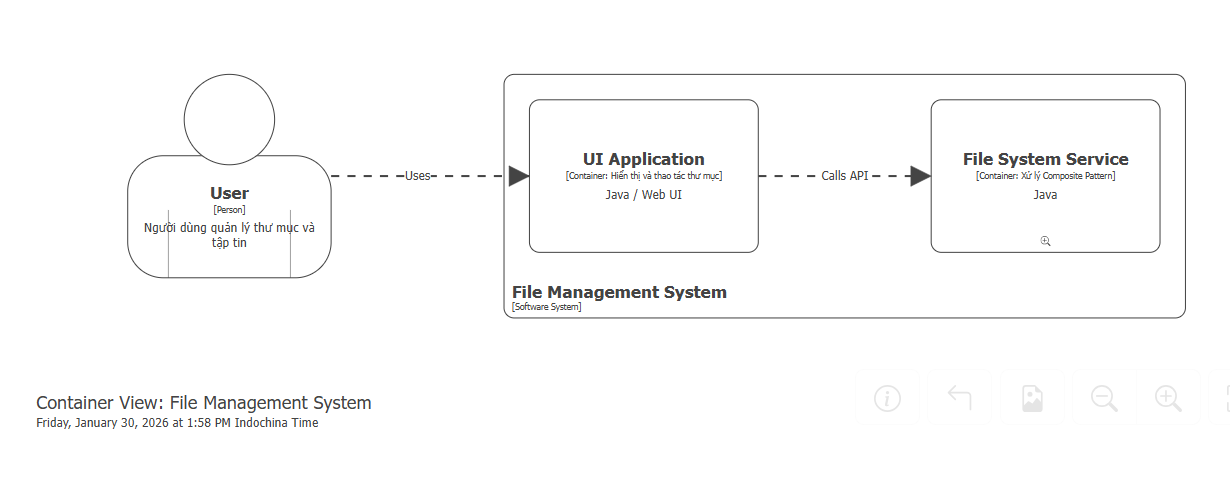 User
[Person]
Người dùng quản lý thư mục và
tập tin
Uses
UI Application
[Container: Hiển thị và thao tác thư mục]
Java / Web UI
Calls API
File System Service
[Container: Xử lý Composite Pattern]
Java
File Management System
[Software System]
Container View: File Management System
Friday, January 30, 2026 at 1:58 PM Indochina Time